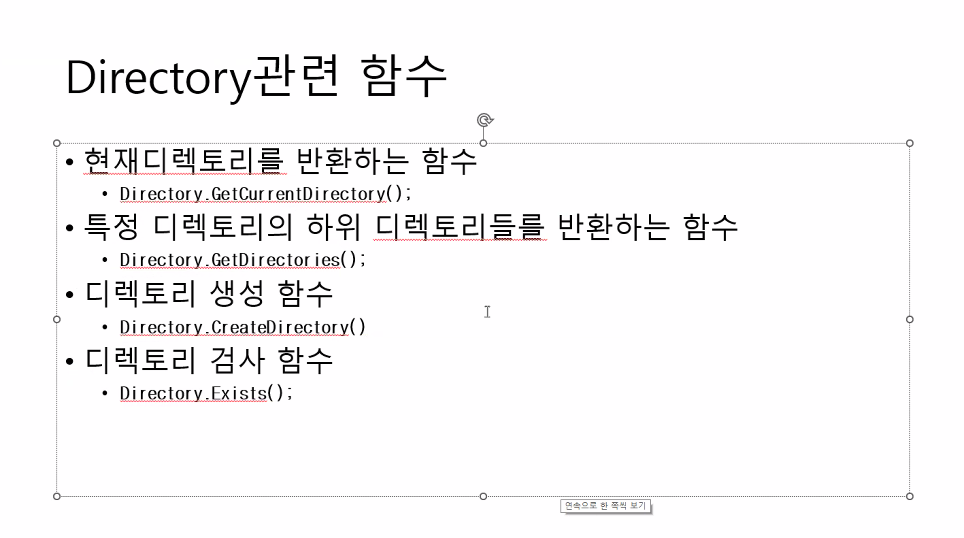 Directory관련 함수
• 현재디렉토리를 반환하는 함수
• Directory.GetCurrentDirectory();
• 특정 디렉토리의 하위 디렉토리들를 반환하는 함수
• Directory.GetDirectories();
• 디렉토리 생성 함수
• Directory.CreateDirectory()
• 디렉토리 검사 함수
• Directory.Exists();
연속으로 한 쪽씩 보기